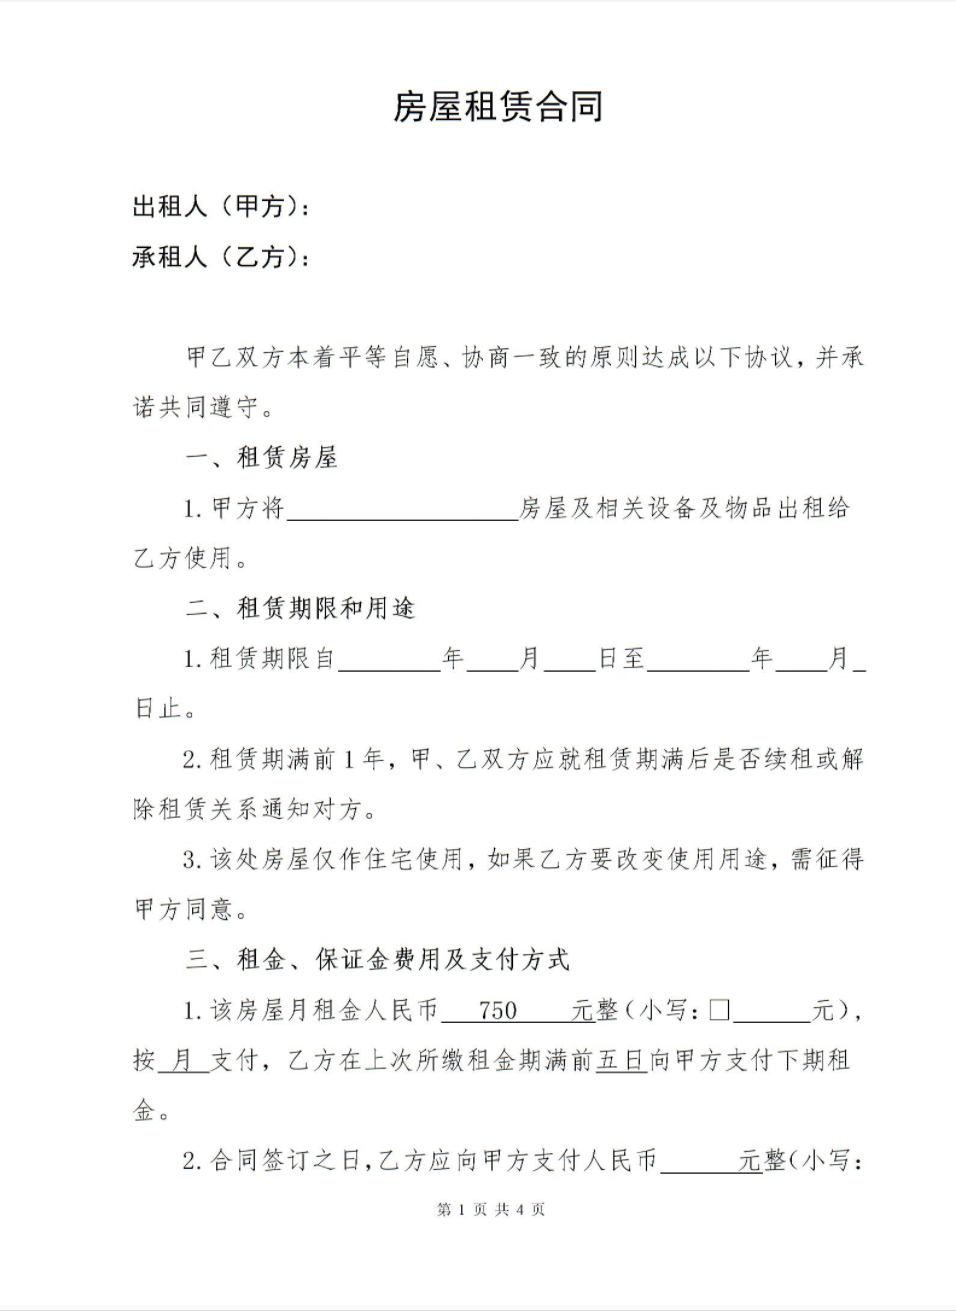 房屋租赁合同
出租人（甲方）：
承租人（乙方）：
甲乙双方本着平等自愿、协商一致的原则达成以下协议，并承
诺共同遵守。
一、租赁房屋
1.甲方将__________________房屋及相关设备及物品出租给
乙方使用。
二、租赁期限和用途
1.租赁期限自________年____月____日至________年____月_
日止。
2.租赁期满前1年，甲、乙双方应就租赁期满后是否续租或解
除租赁关系通知对方。
3.该处房屋仅作住宅使用，如果乙方要改变使用用途，需征得
甲方同意。
三、租金、保证金费用及支付方式
1.该房屋月租金人民币___750____元整（小写：□______元），
按_月_支付，乙方在上次所缴租金期满前五日向甲方支付下期租
金。
2.合同签订之日，乙方应向甲方支付人民币______元整（小写：
第 1 页 共 4 页